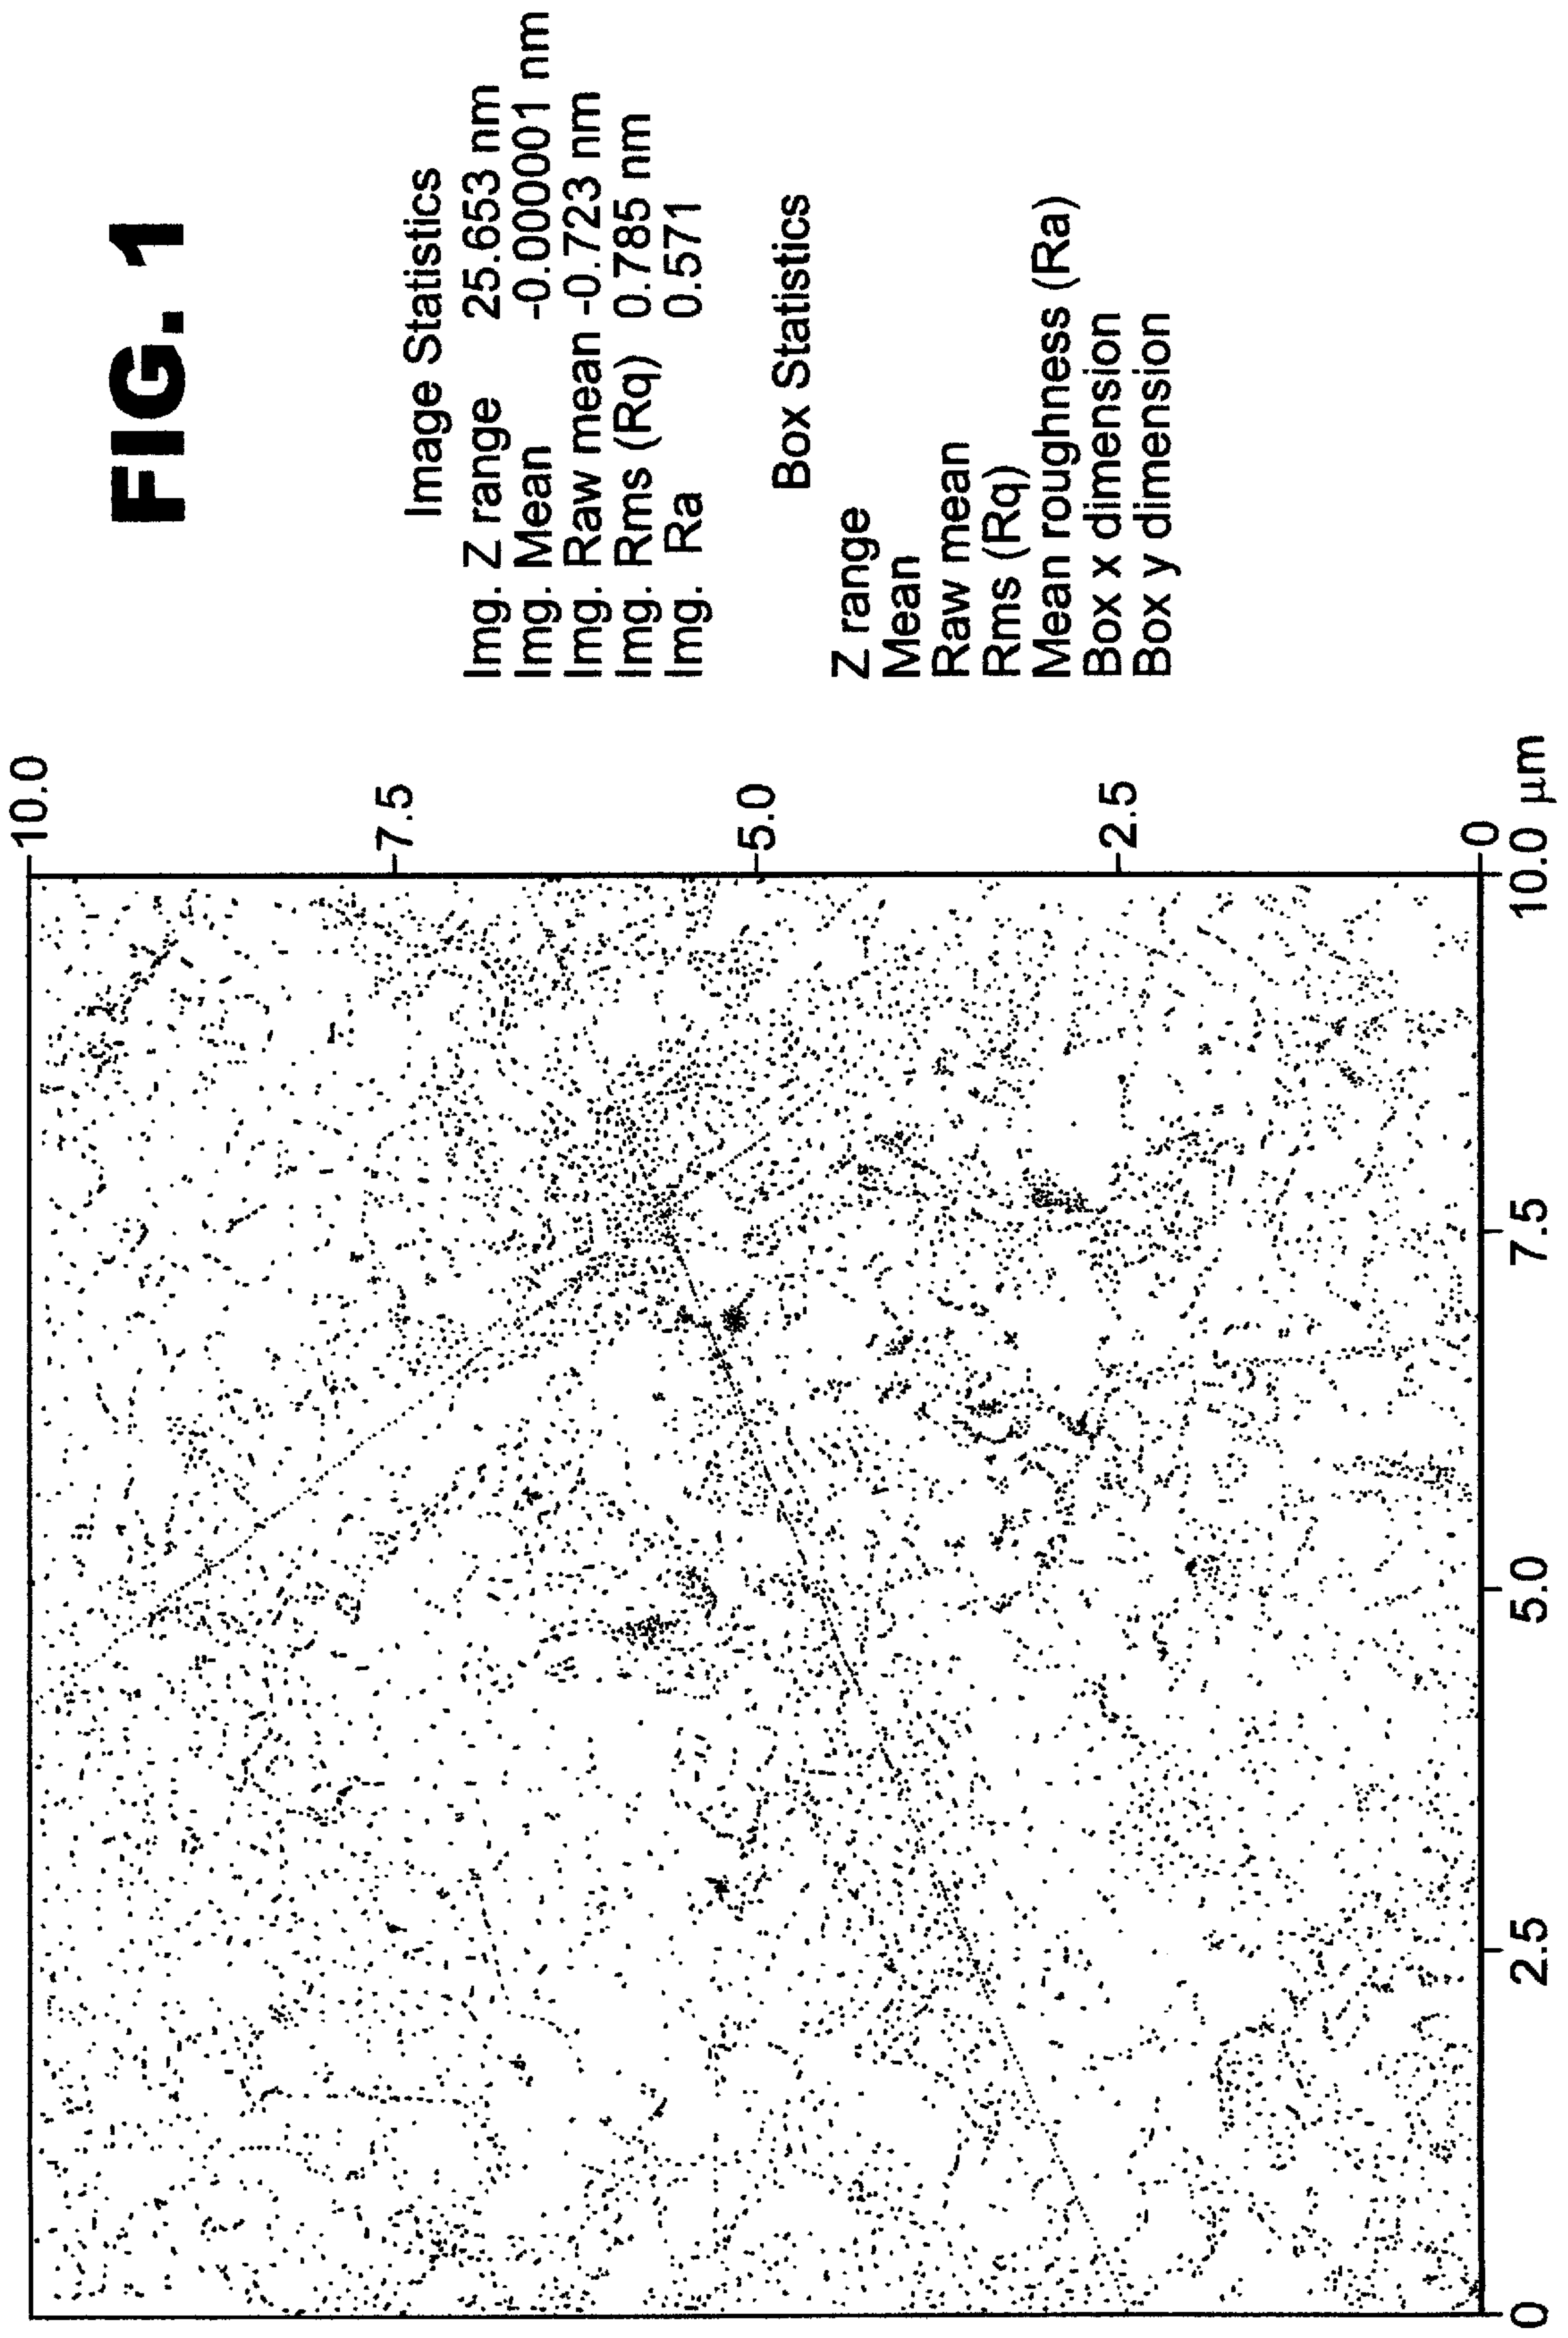 FIG. 1
Image Statistics
Img. Z range 25.653 nm
Img. Mean -0.000001 nm
Img. Raw mean -0.723 nm
Img. Rms (Rq) 0.785 nm
Img. Ra 0.571
Box Statistics
Z range
Mean
Raw mean
Rms (Rq)
Mean roughness (Ra)
Box x dimension
Box y dimension
10.0
7.5
5.0
2.5
0
0 2.5 5.0 7.5 10.0 µm